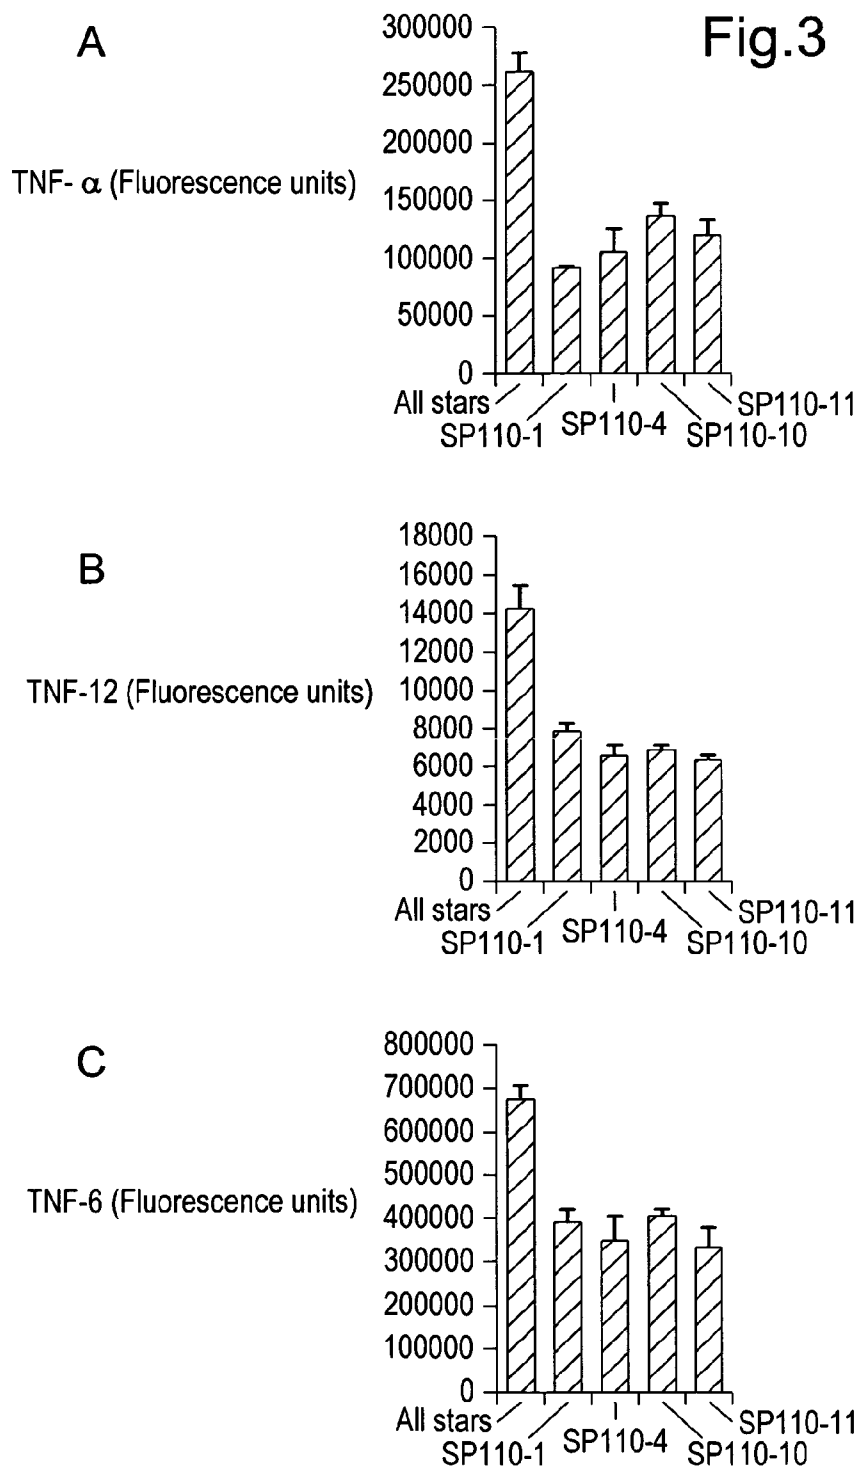 Fig.3
A
TNF- α (Fluorescence units)
300000
250000
200000
150000
100000
50000
0
All stars
SP110-1
SP110-4
SP110-10
SP110-11
B
TNF-12 (Fluorescence units)
18000
16000
14000
12000
10000
8000
6000
4000
2000
0
All stars
SP110-1
SP110-4
SP110-10
SP110-11
C
TNF-6 (Fluorescence units)
800000
700000
600000
500000
400000
300000
200000
100000
0
All stars
SP110-1
SP110-4
SP110-10
SP110-11